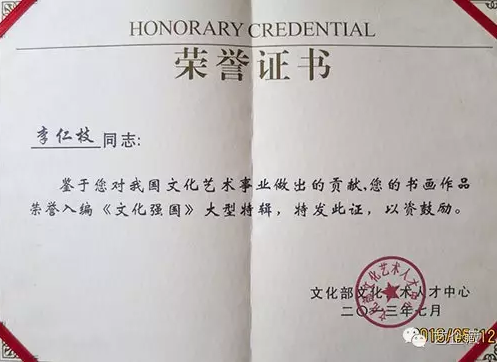 HONORARY CREDENTIAL
荣誉证书
李仁枝同志:
鉴于您对我国文化艺术事业做出的贡献,您的书画作品
荣誉入编《文化强国》大型特辑，特发此证，以资鼓励。
文化部文化艺术人才中心
二〇一三年七月